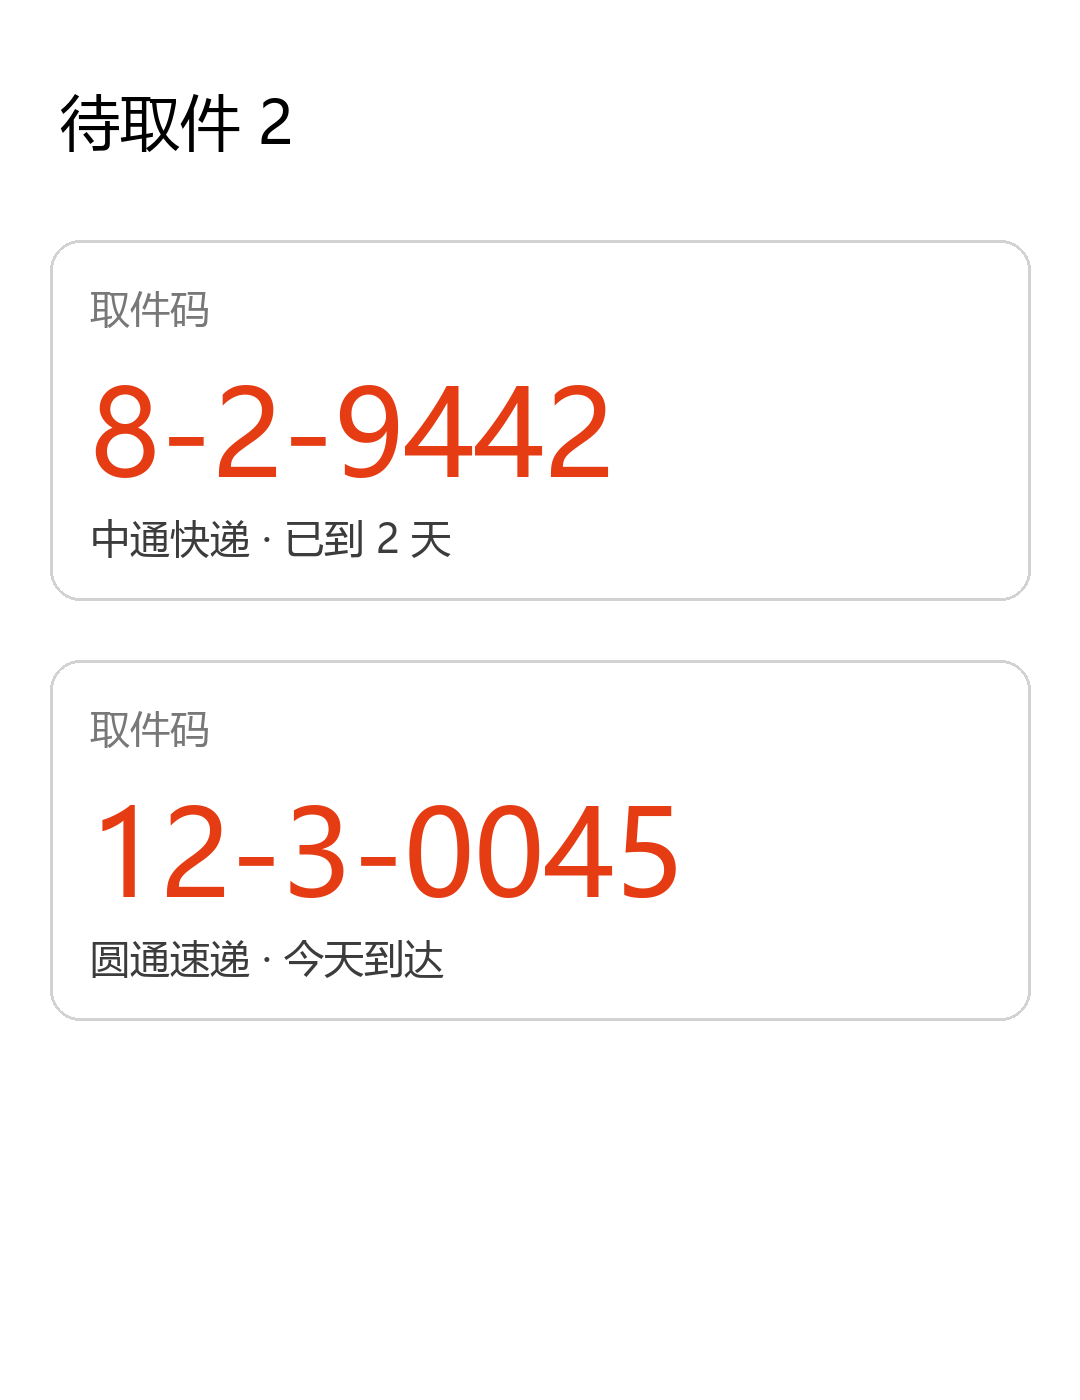 待取件 2
取件码
8-2-9442
中通快递 · 已到 2 天
取件码
12-3-0045
圆通速递 · 今天到达